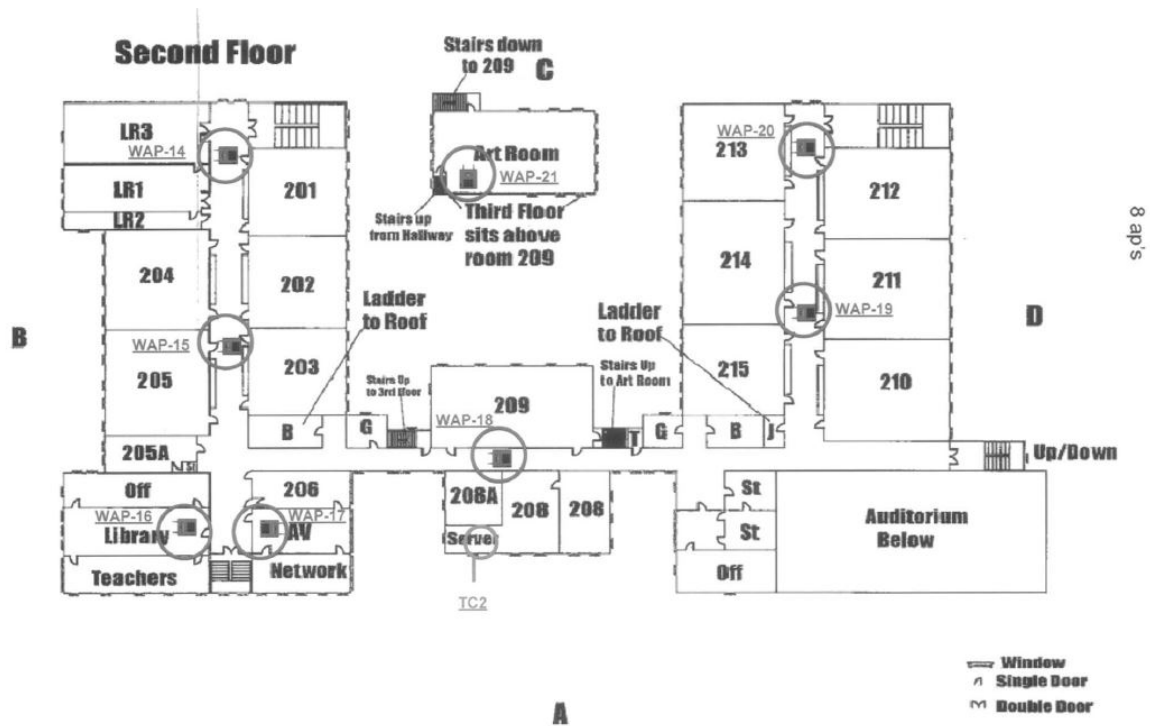 Second Floor
Stairs down
to 209
C
LR3
WAP-14
LR1
LR2
201
204
202
B
WAP-15
205
203
205A
Off
206
WAP-16
WAP-17
Library
AV
Teachers
Network
Ladder
to Roof
B
G
Stairs Up
to 3rd Floor
Art Room
WAP-21
Stairs up
from Hallway
Third Floor
sits above
room 209
209
WAP-18
208A
208
208
Server
TC2
Ladder
to Roof
Stairs Up
to Art Room
T
G
B
J
WAP-20
213
212
214
211
WAP-19
215
210
D
8 ap's
Up/Down
St
St
Off
Auditorium
Below
A
Window
Single Door
Double Door